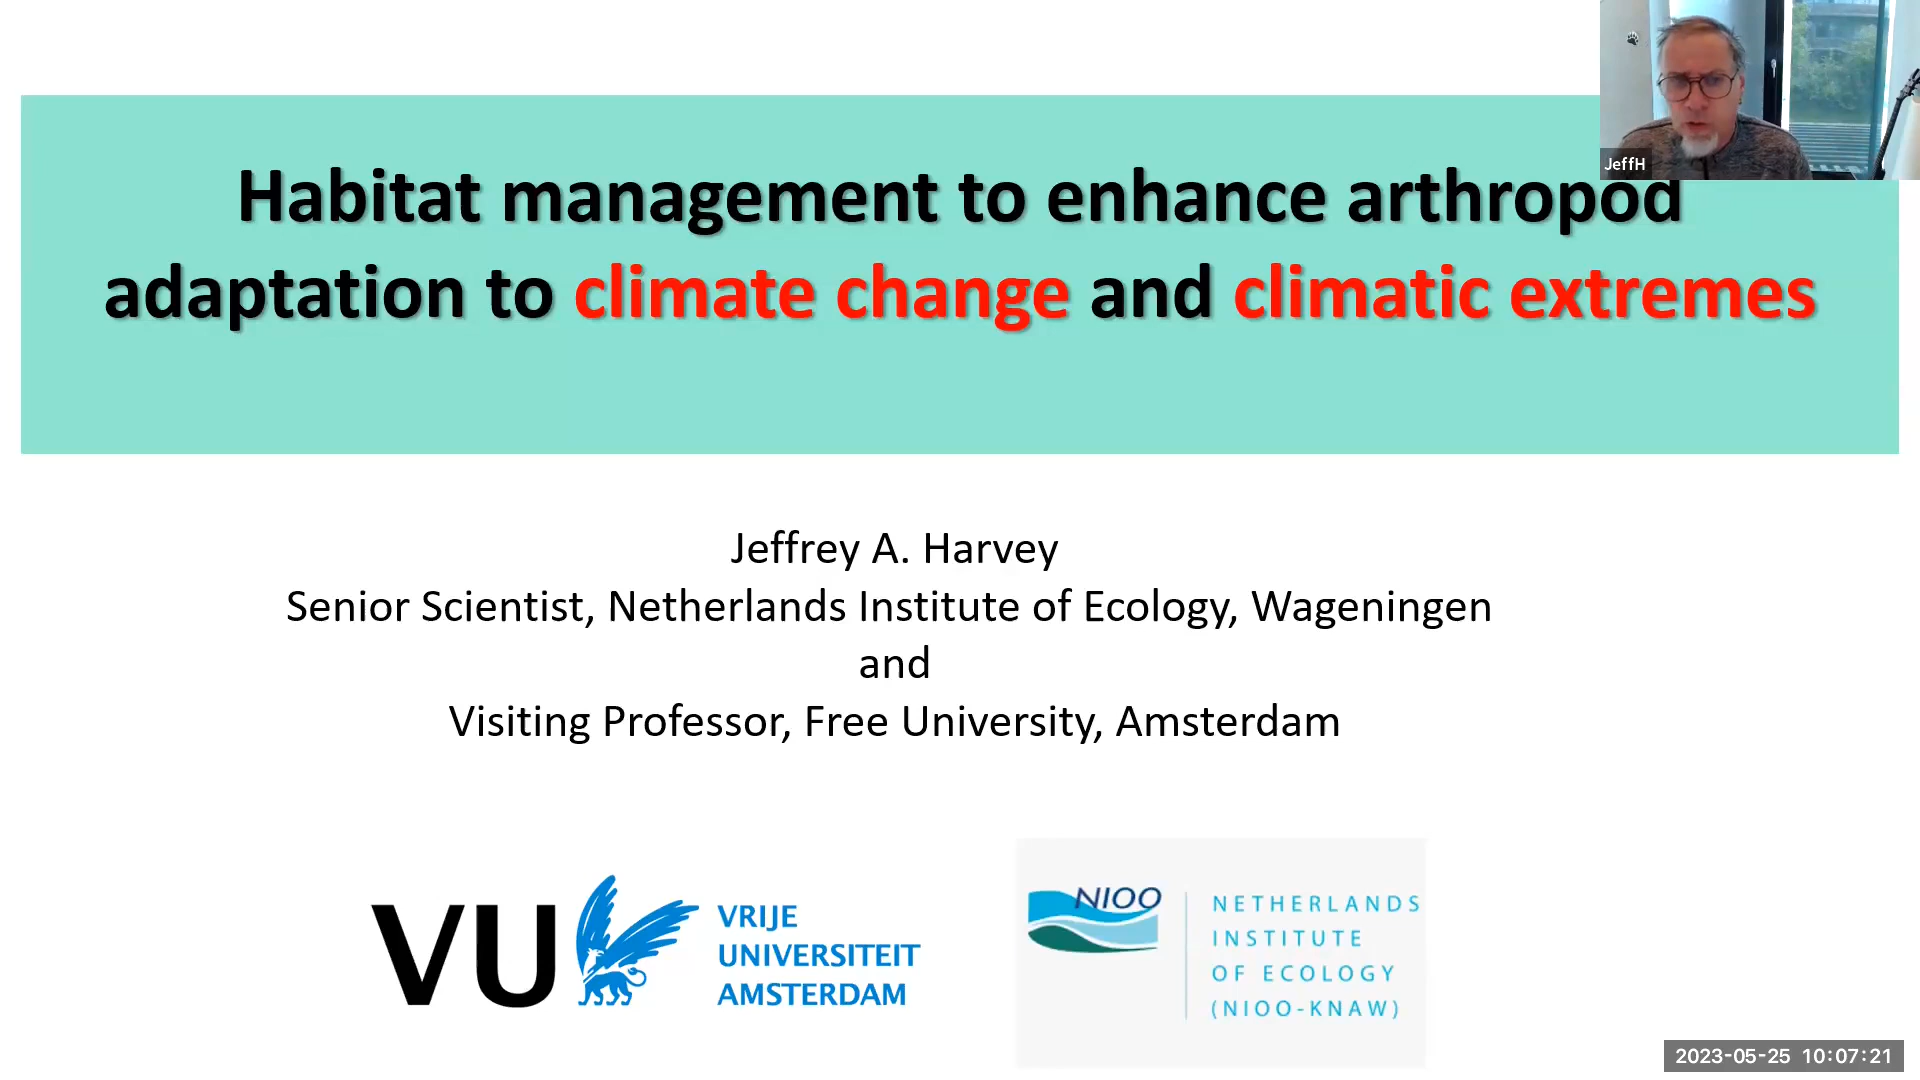 JeffH
Habitat management to enhance arthropod
adaptation to climate change and climatic extremes
Jeffrey A. Harvey
Senior Scientist, Netherlands Institute of Ecology, Wageningen
and
Visiting Professor, Free University, Amsterdam
VU
VRIJE
UNIVERSITEIT
AMSTERDAM
NIOO
NETHERLANDS
INSTITUTE
OF ECOLOGY
(NIOO-KNAW)
2023-05-25 10:07:21